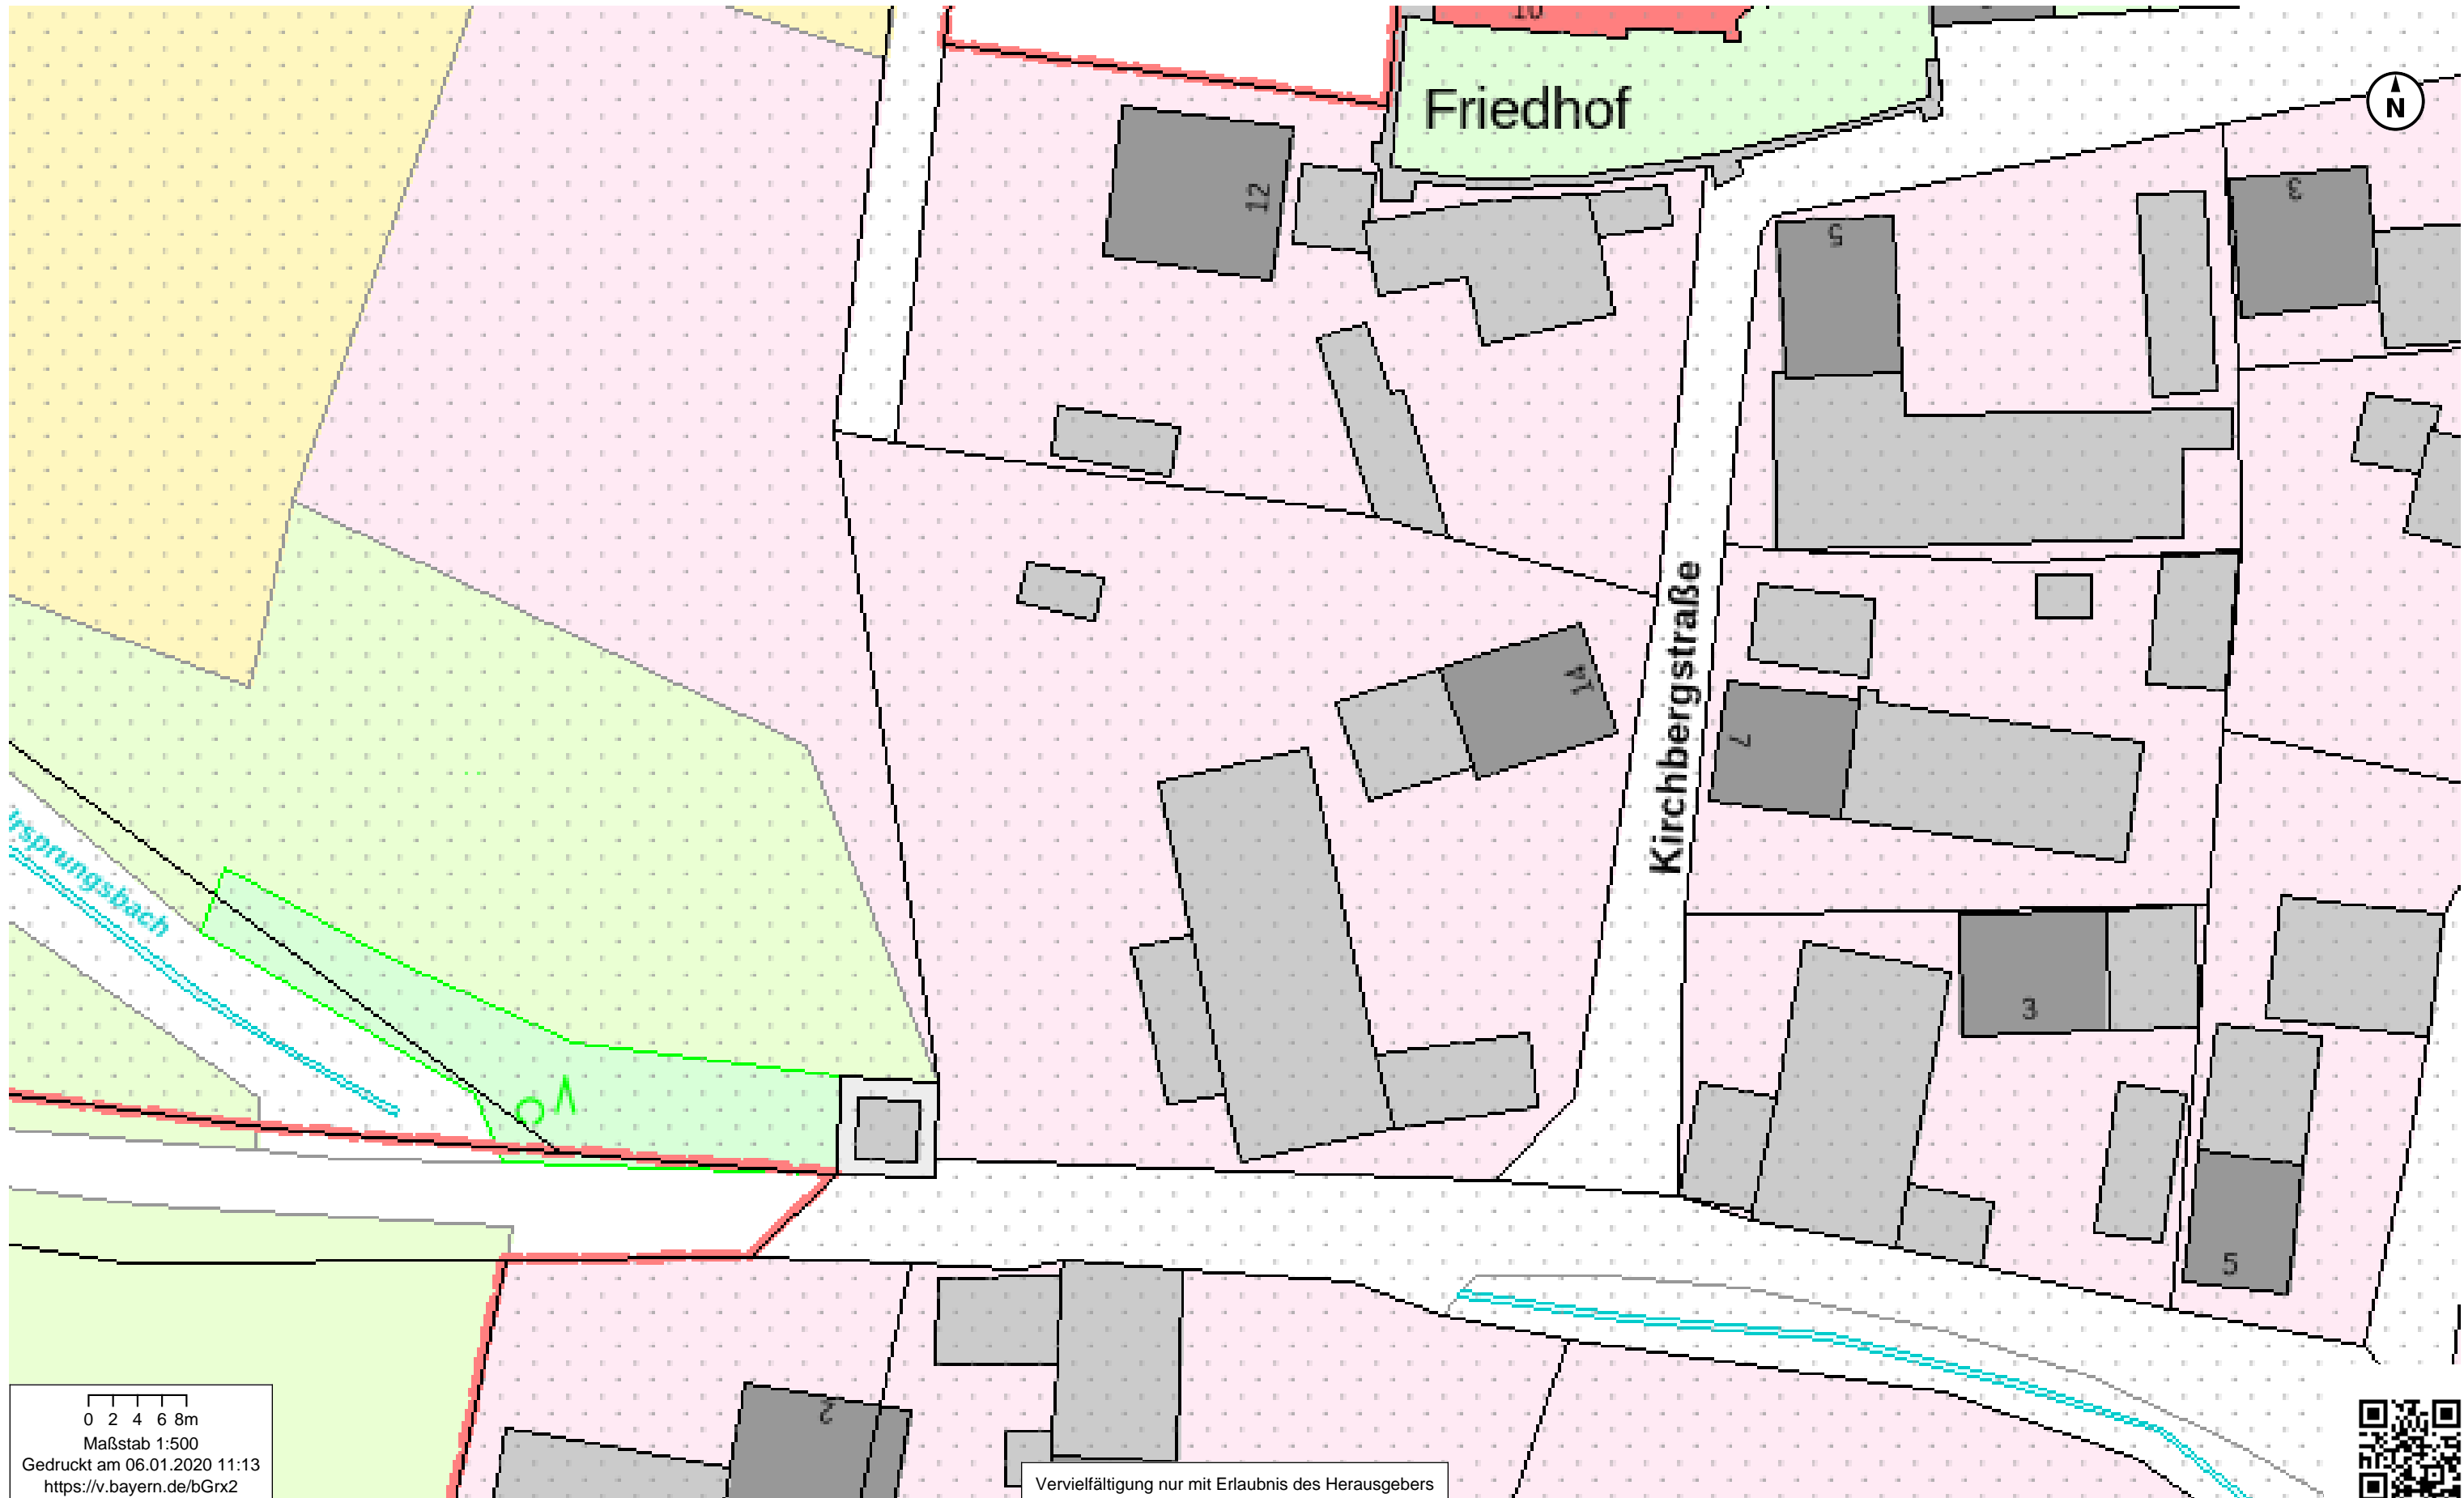 10
Friedhof
N
12
5
3
Kirchbergstraße
14
7
rsprungsbach
3
5
2
0 2 4 6 8m
Maßstab 1:500
Gedruckt am 06.01.2020 11:13
https://v.bayern.de/bGrx2
Vervielfältigung nur mit Erlaubnis des Herausgebers